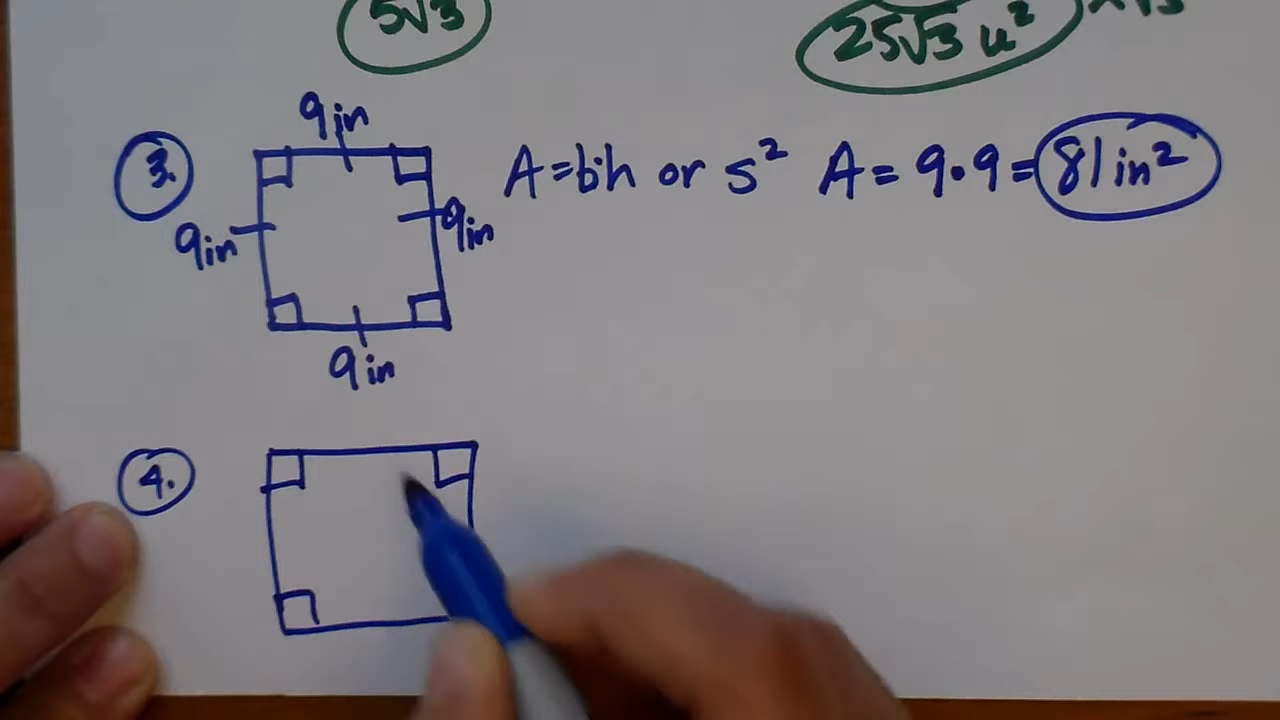 5√3
25√3 u²
3.
9in
A=b·h or s² A = 9·9 = 81in²
9in
9in
9in
4.